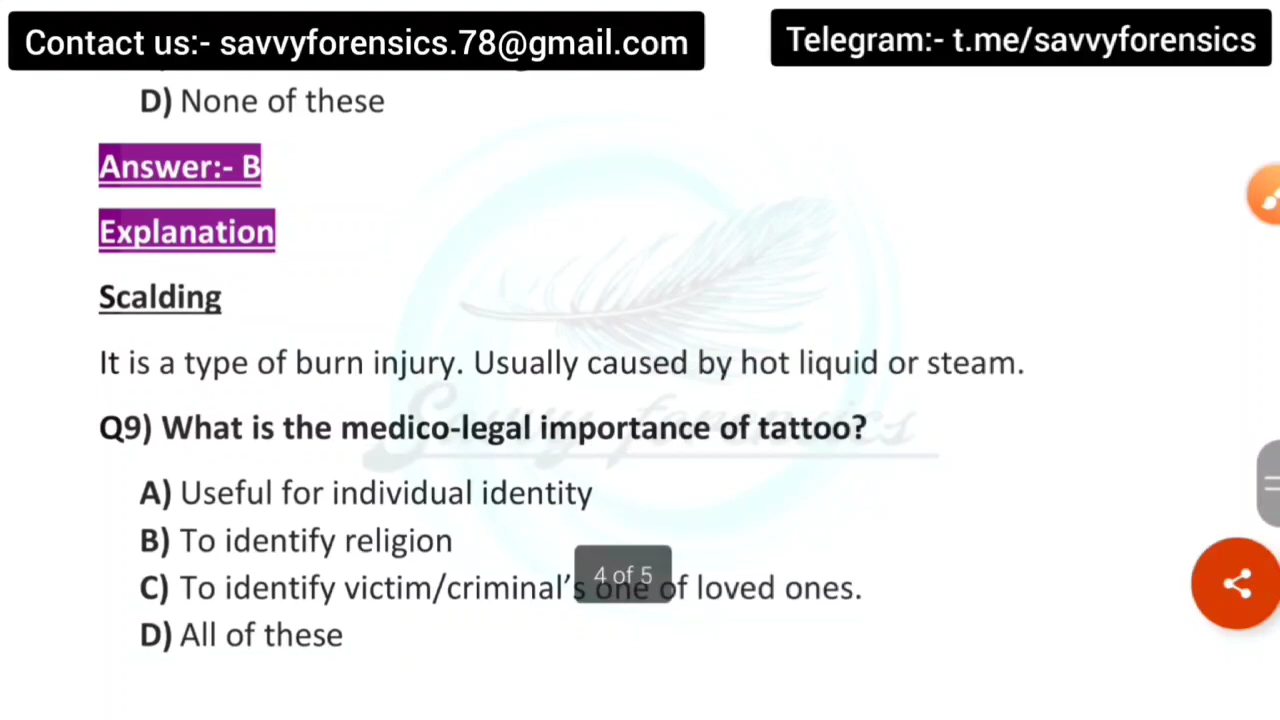 Contact us:- savvyforensics.78@gmail.com
Telegram:- t.me/savvyforensics
D) None of these
Answer:- B
Explanation
Scalding
It is a type of burn injury. Usually caused by hot liquid or steam.
Savvy forensics
Q9) What is the medico-legal importance of tattoo?
A) Useful for individual identity
B) To identify religion
4 of 5
C) To identify victim/criminal’s one of loved ones.
D) All of these